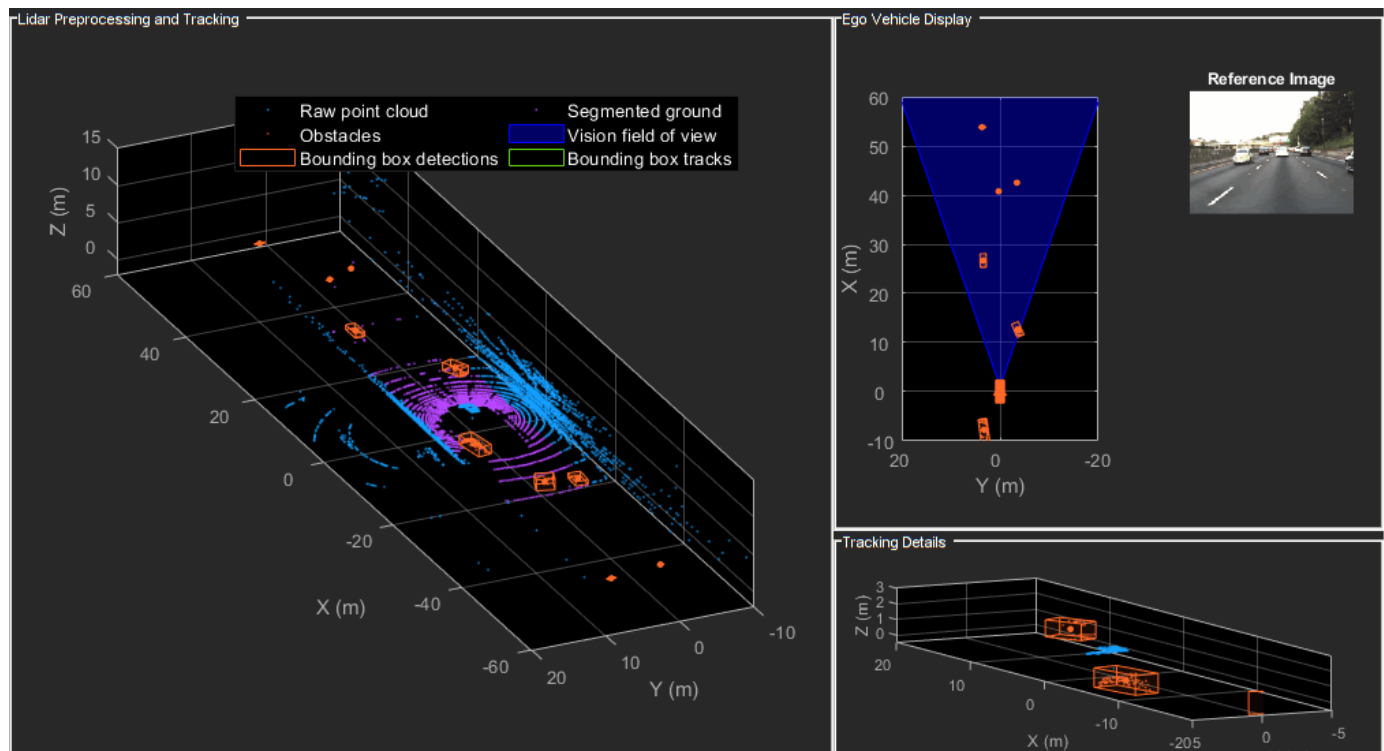 Lidar Preprocessing and Tracking
Raw point cloud
Segmented ground
Obstacles
Vision field of view
Bounding box detections
Bounding box tracks
15
10
5
0
Z (m)
60
40
20
0
-20
-40
-60
X (m)
20
10
0
-10
Y (m)
Ego Vehicle Display
Reference Image
60
50
40
30
20
10
0
-10
X (m)
20
0
-20
Y (m)
Tracking Details
3
2
1
0
Z (m)
20
10
0
-10
-205
X (m)
0
-5